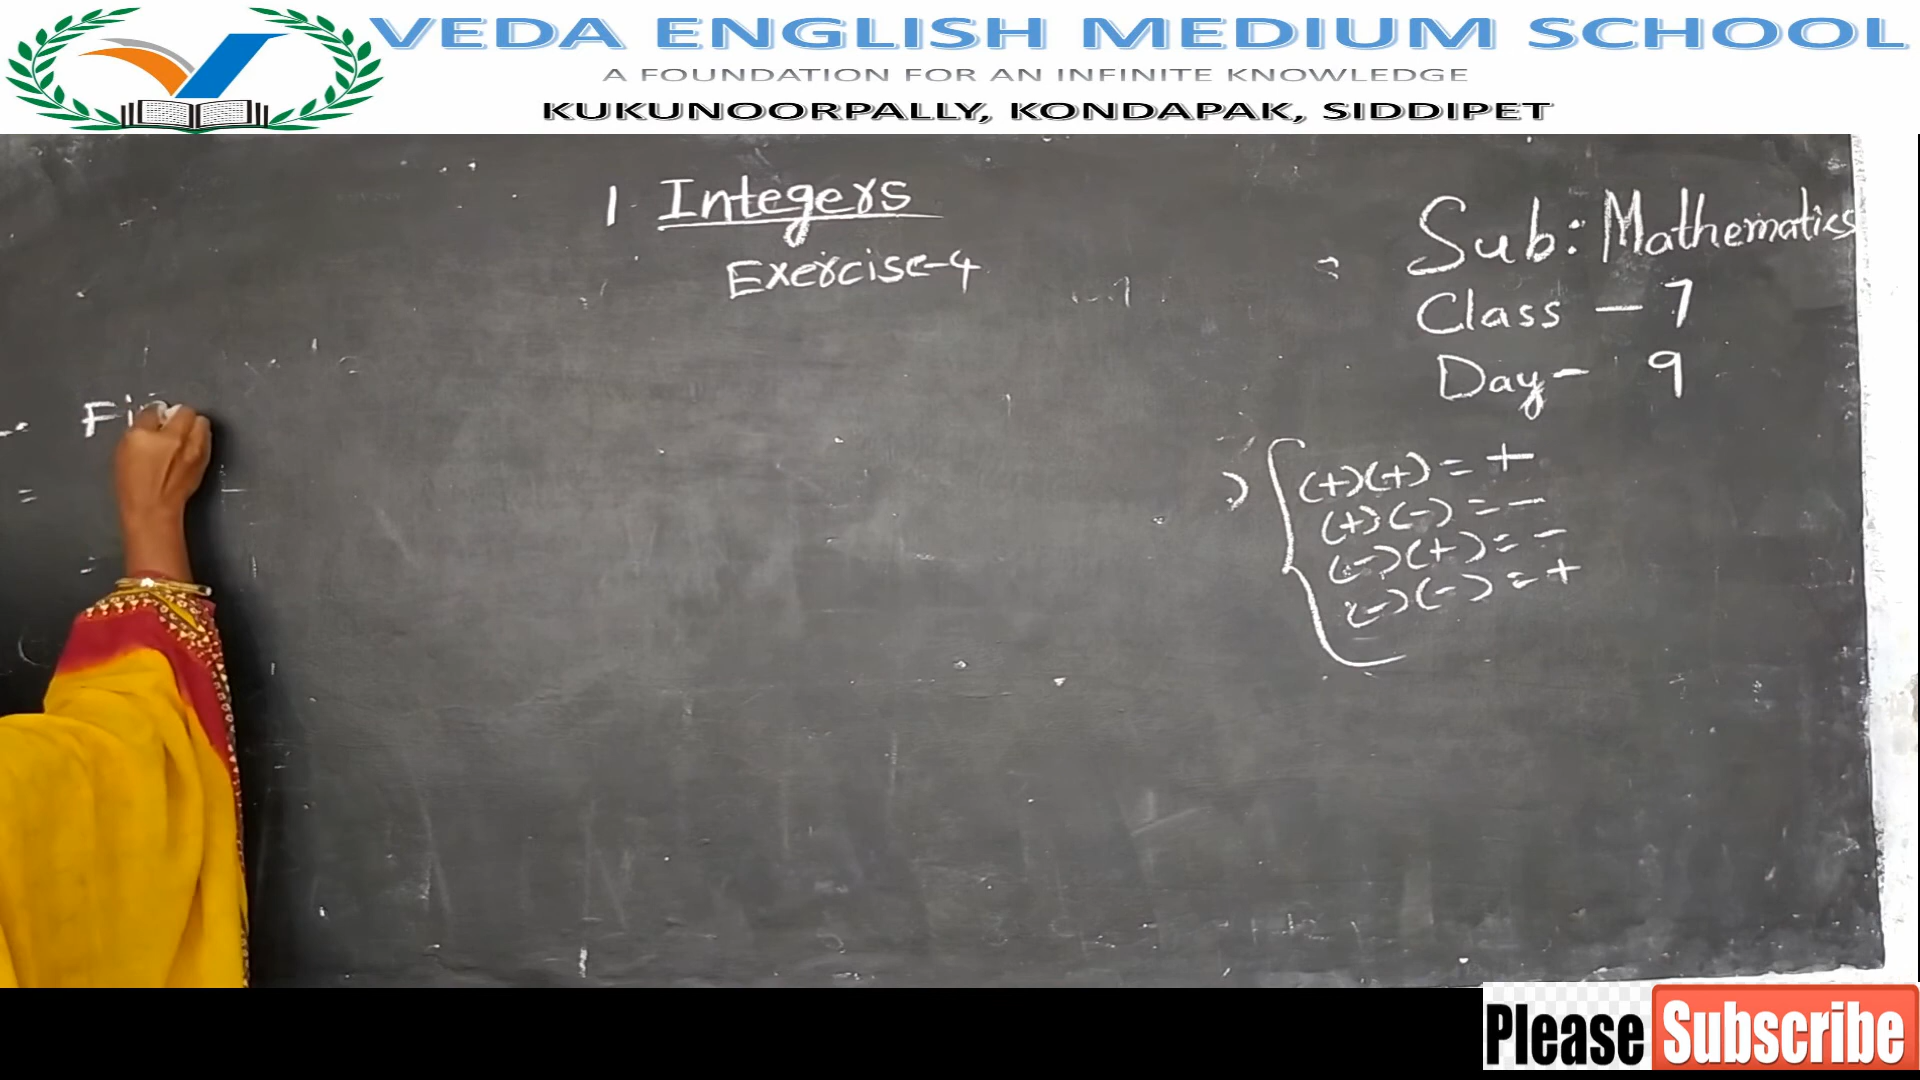 VEDA ENGLISH MEDIUM SCHOOL
A FOUNDATION FOR AN INFINITE KNOWLEDGE
KUKUNOORPALLY, KONDAPAK, SIDDIPET
1 Integers
Exercise-4
Sub: Mathematics
Class - 7
Day - 9
Fi
(+)(+) = +
(+)(-) = -
(-)(+) = -
(-)(-) = +
Please Subscribe